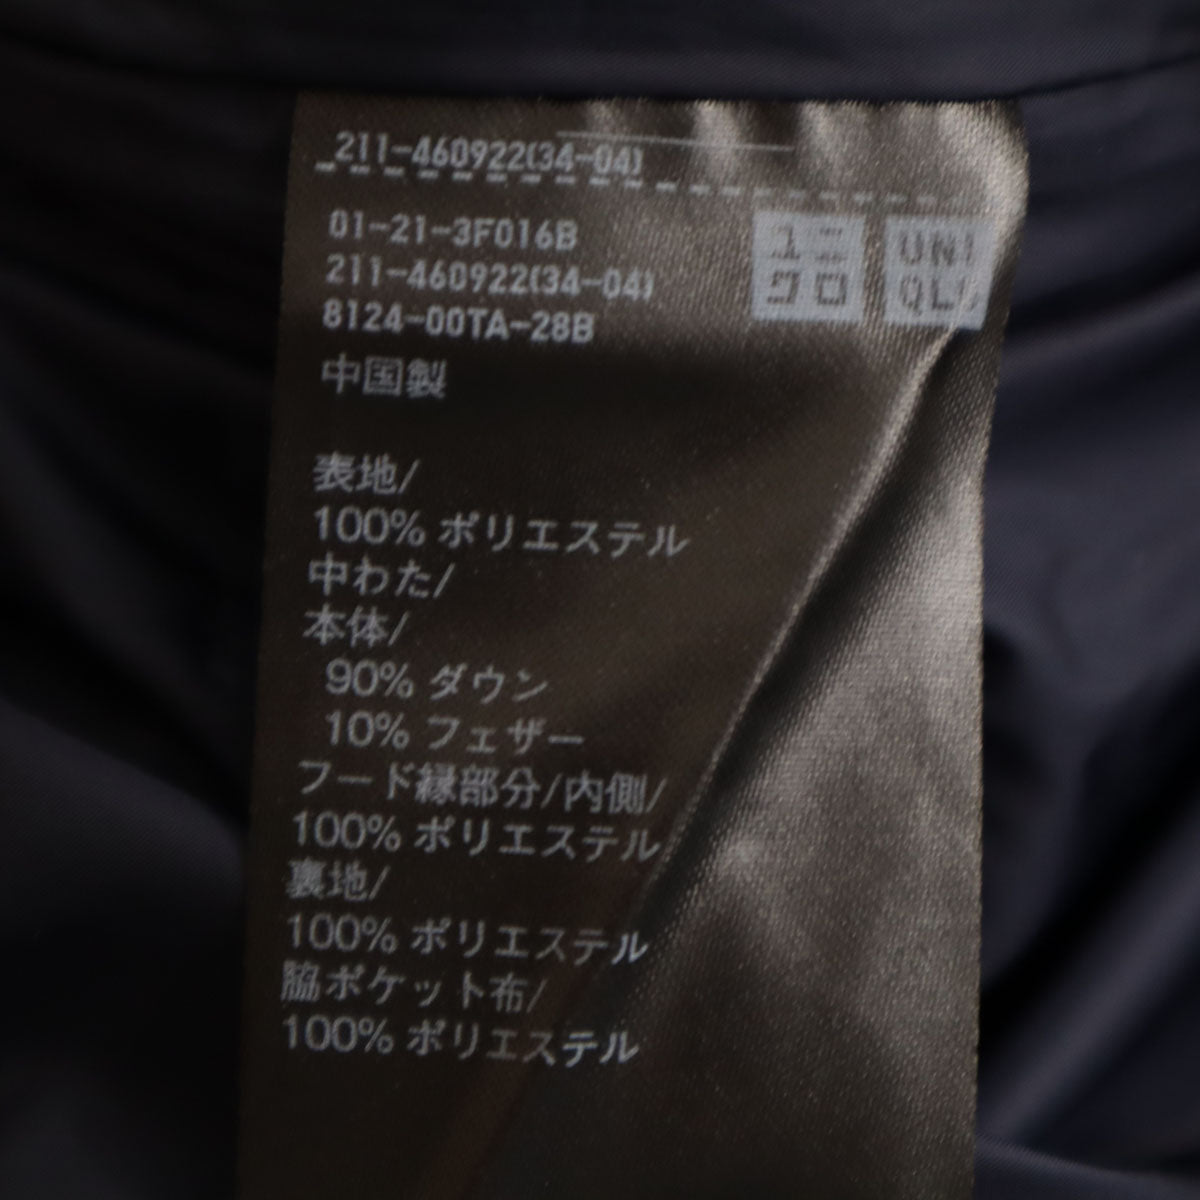 211-460922(34-04)
01-21-3F016B
211-460922(34-04)
8124-00TA-28B
中国製
ユニ
クロ
UNI
QLO
表地/
100% ポリエステル
中わた/
本体/
90% ダウン
10% フェザー
フード縁部分/内側/
100% ポリエステル
裏地/
100% ポリエステル
脇ポケット布/
100% ポリエステル